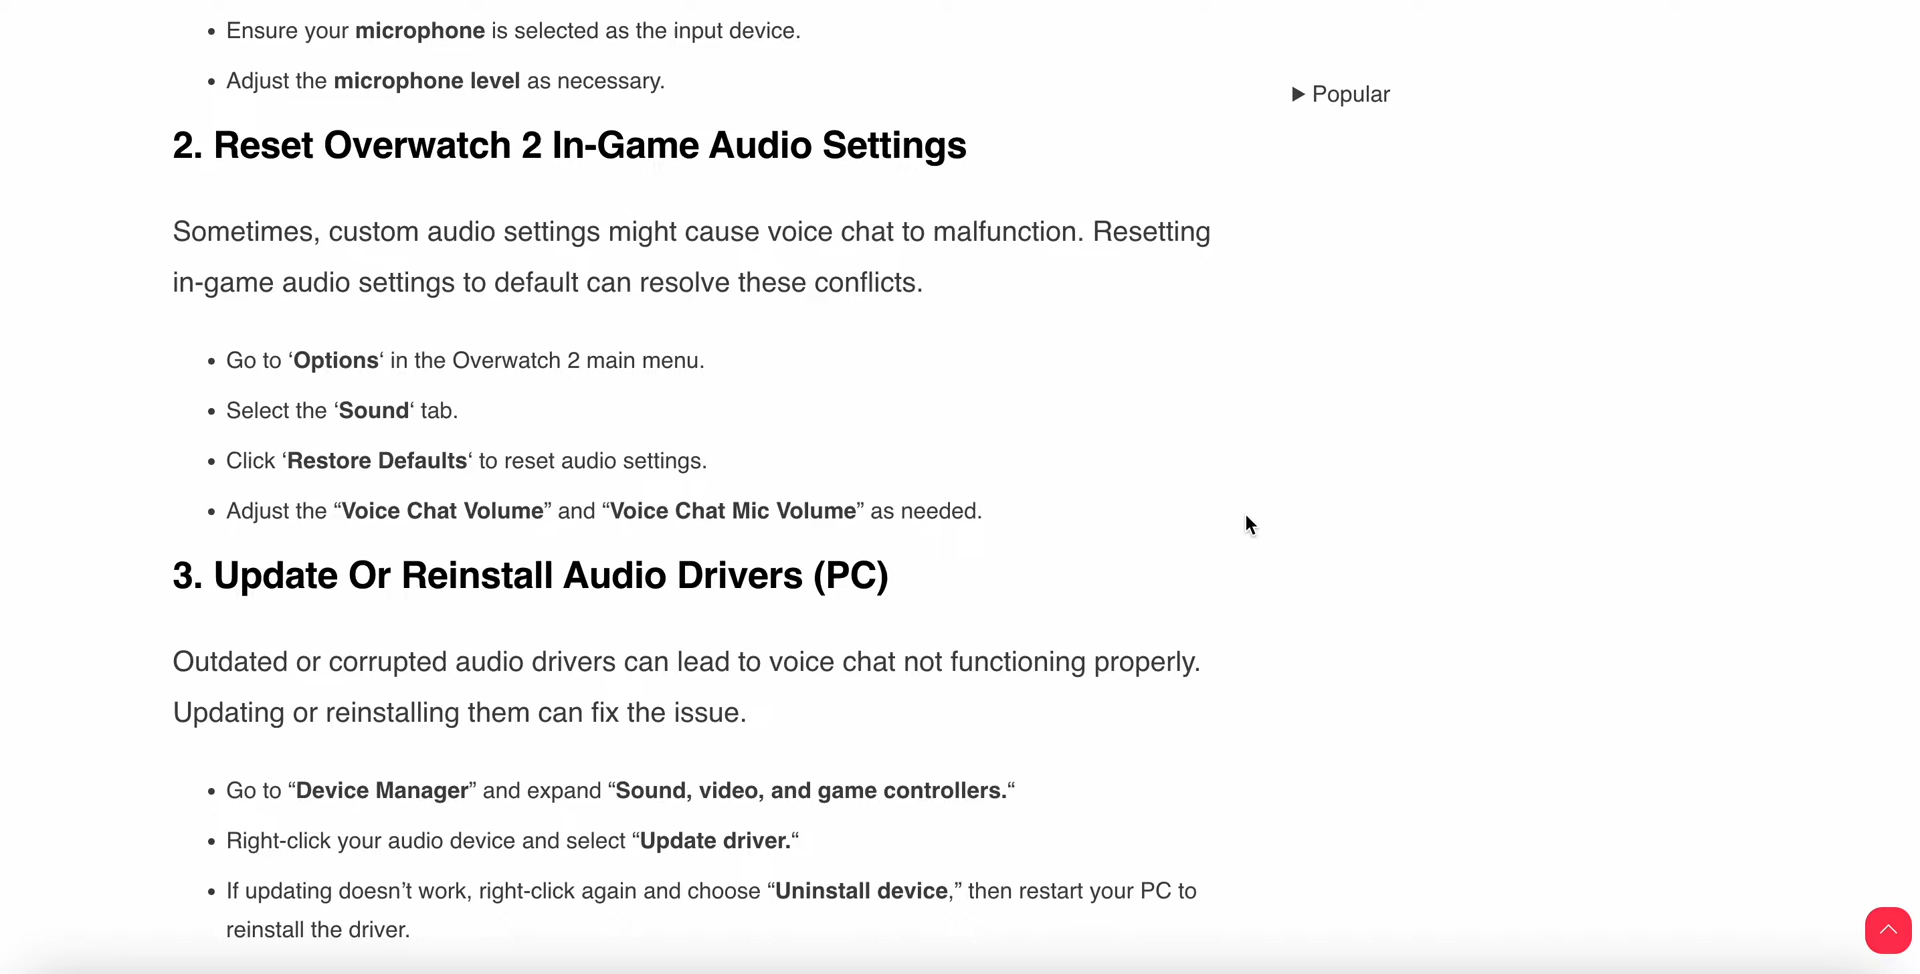 Ensure your microphone is selected as the input device.
Adjust the microphone level as necessary.
▶ Popular
2. Reset Overwatch 2 In-Game Audio Settings
Sometimes, custom audio settings might cause voice chat to malfunction. Resetting
in-game audio settings to default can resolve these conflicts.
Go to ‘Options‘ in the Overwatch 2 main menu.
Select the ‘Sound‘ tab.
Click ‘Restore Defaults‘ to reset audio settings.
Adjust the “Voice Chat Volume” and “Voice Chat Mic Volume” as needed.
3. Update Or Reinstall Audio Drivers (PC)
Outdated or corrupted audio drivers can lead to voice chat not functioning properly.
Updating or reinstalling them can fix the issue.
Go to “Device Manager” and expand “Sound, video, and game controllers.“
Right-click your audio device and select “Update driver.“
If updating doesn’t work, right-click again and choose “Uninstall device,” then restart your PC to
reinstall the driver.